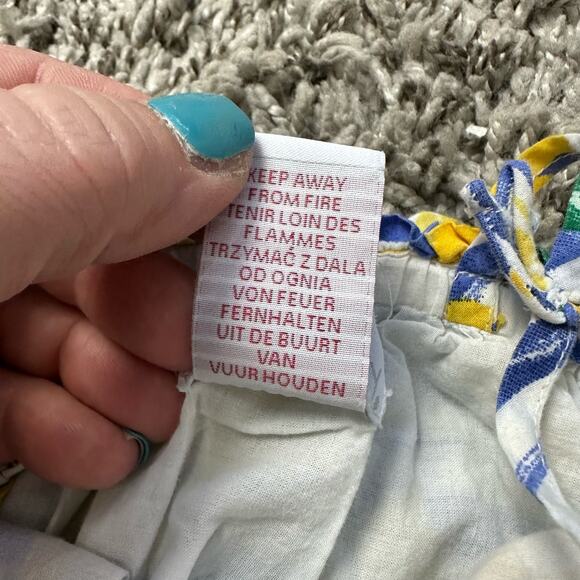 KEEP AWAY
FROM FIRE
TENIR LOIN DES
FLAMMES
TRZYMAĆ Z DALA
OD OGNIA
VON FEUER
FERNHALTEN
UIT DE BUURT
VAN
VUUR HOUDEN